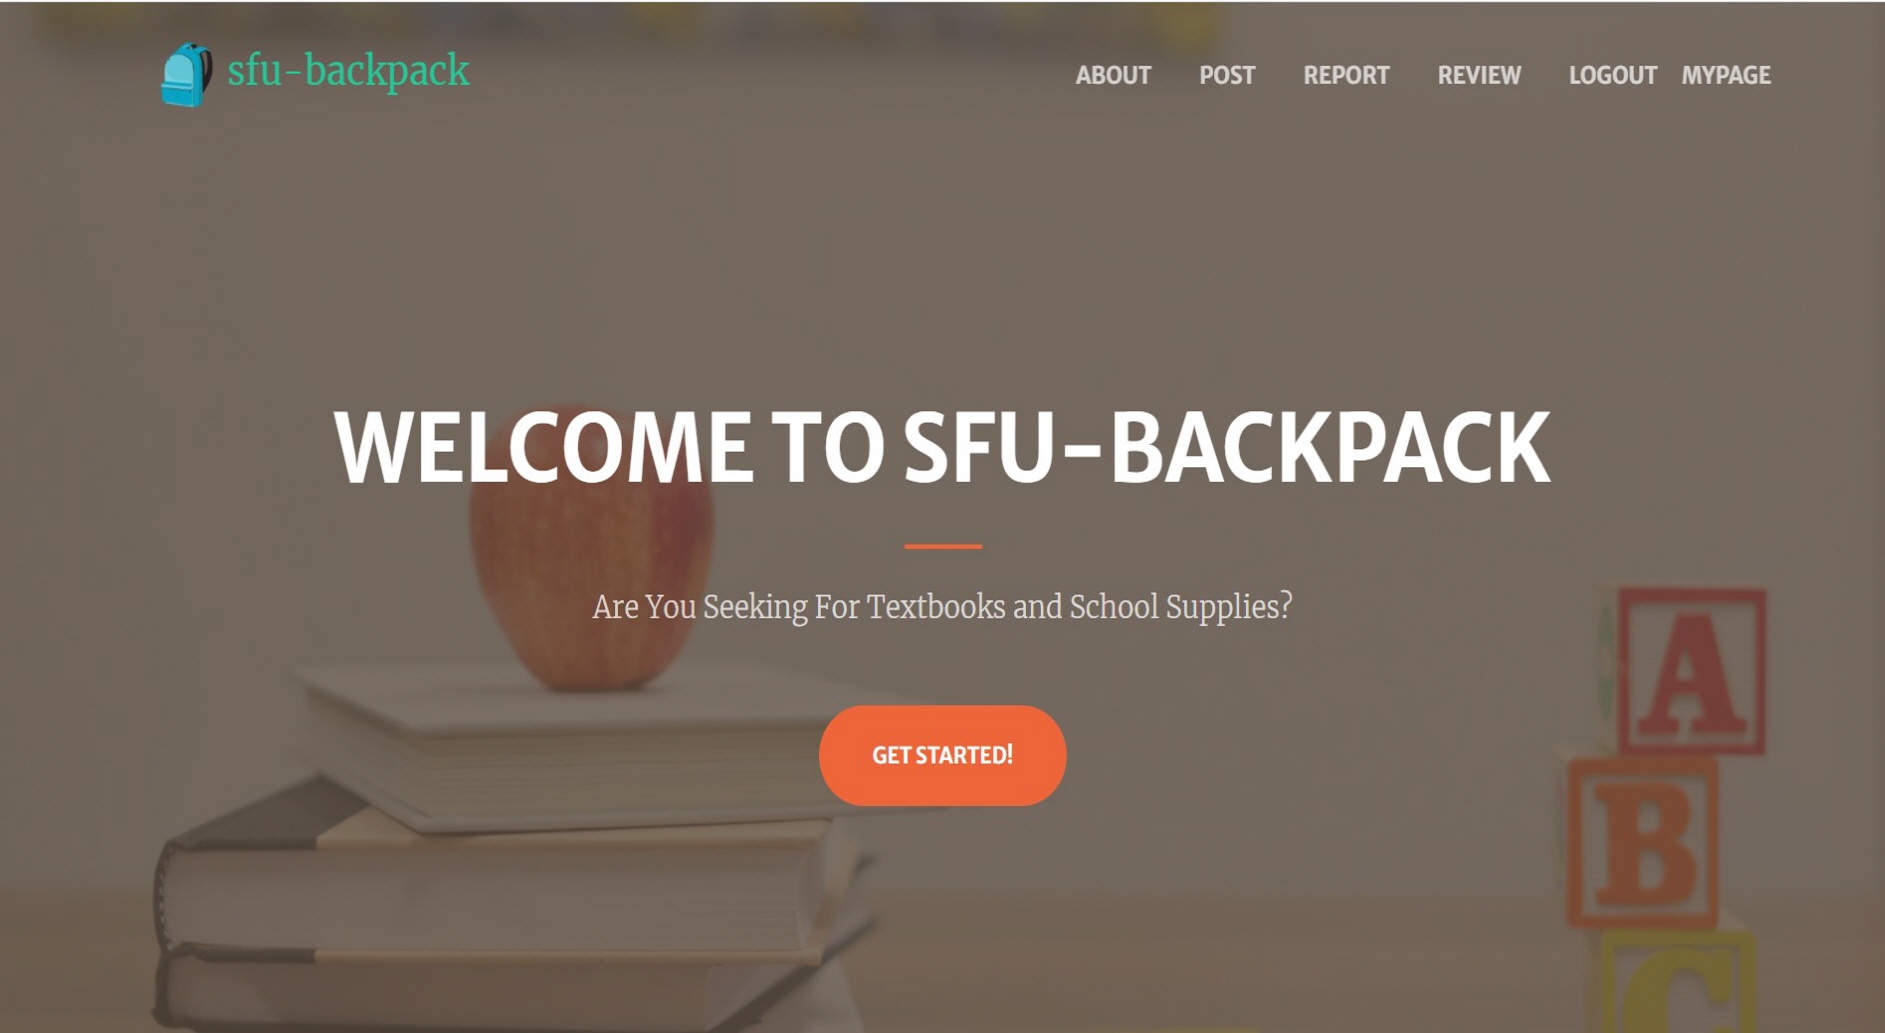 sfu-backpack
ABOUT POST REPORT REVIEW LOGOUT MYPAGE
WELCOME TO SFU-BACKPACK
Are You Seeking For Textbooks and School Supplies?
GET STARTED!
A
B
C